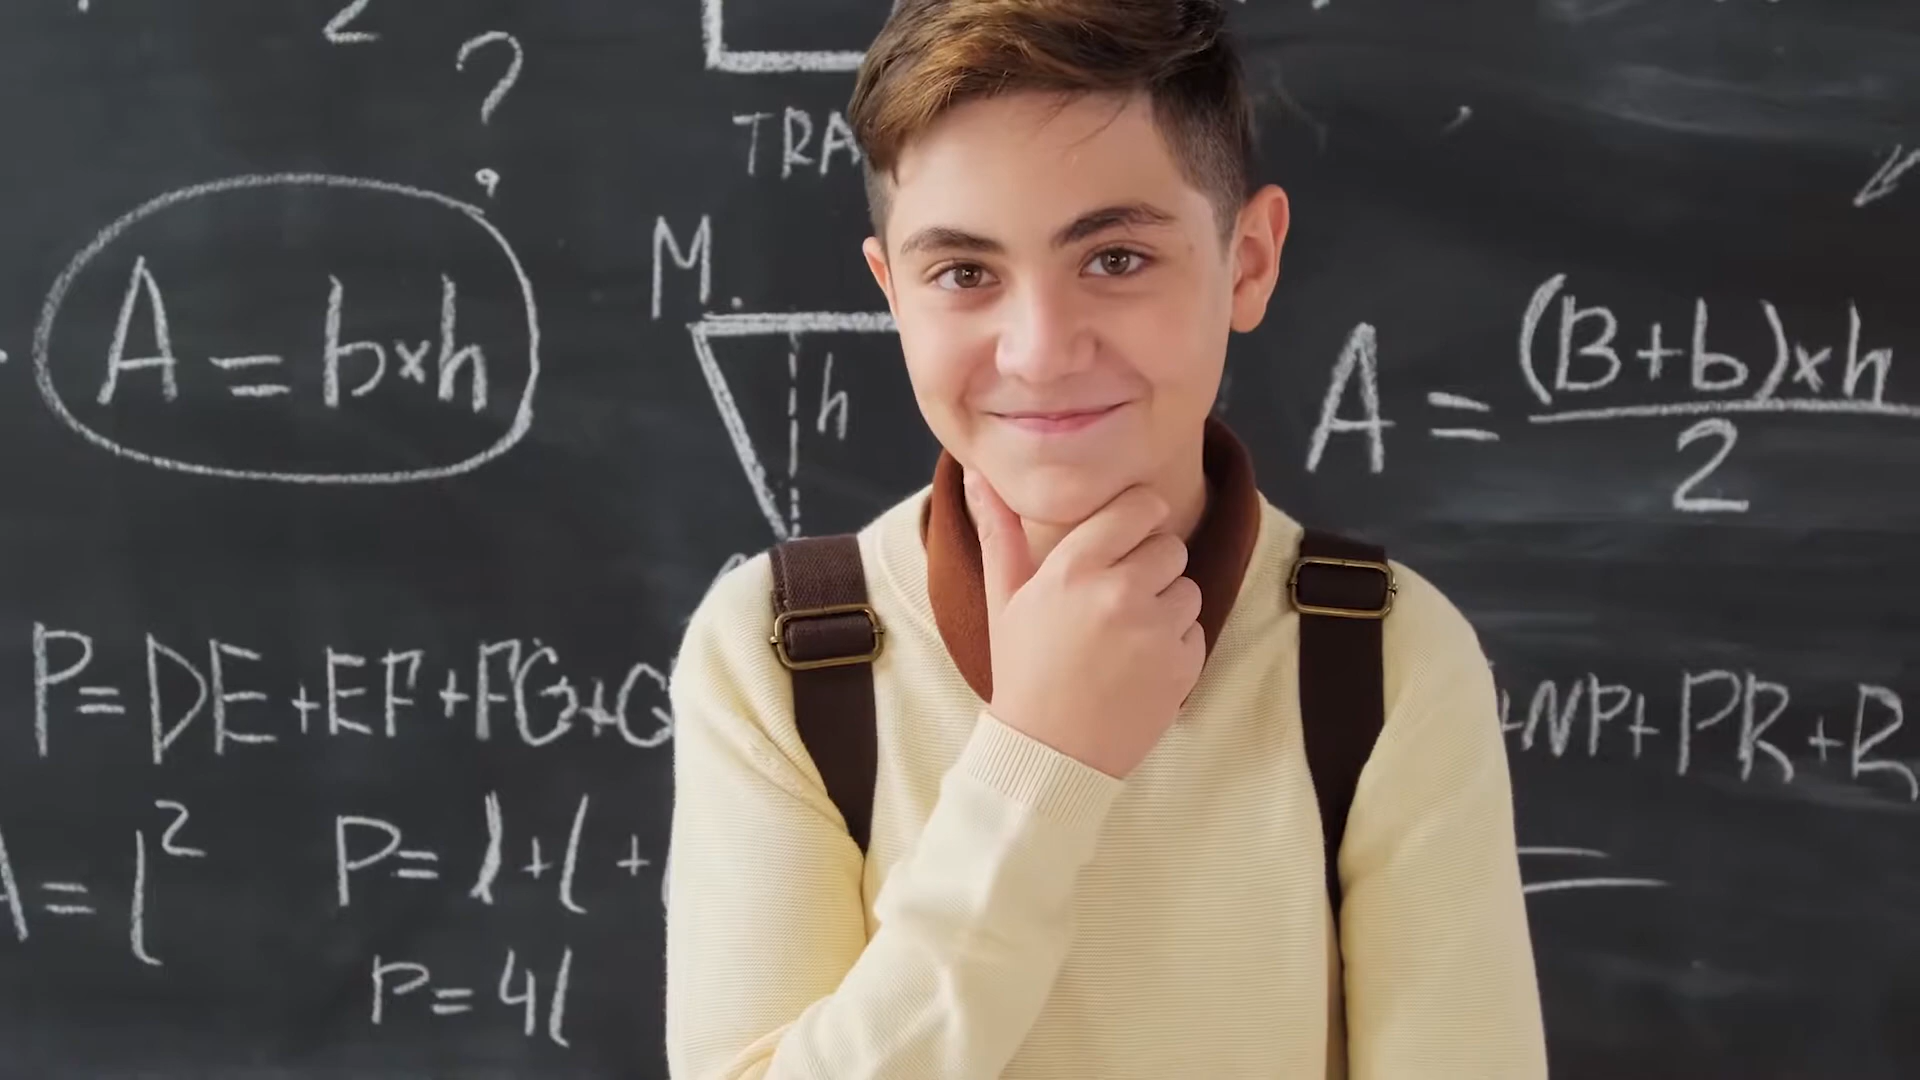 2
?
TRA
M
A = b×h
h
A = (B+b)×h
2
P= DE+EF+FG+G
+NP+PR+R
A = l²
P= l+l+
P= 4l